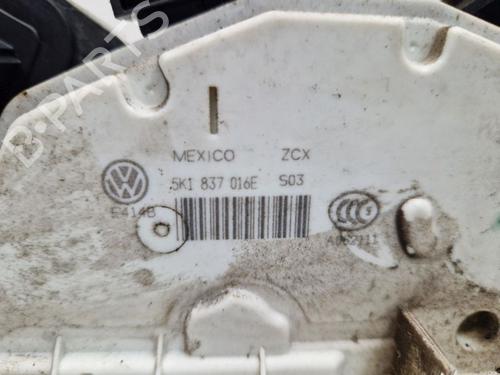 B-PARTS
MEXICO ZCX
5K1 837 016E S03
E414B